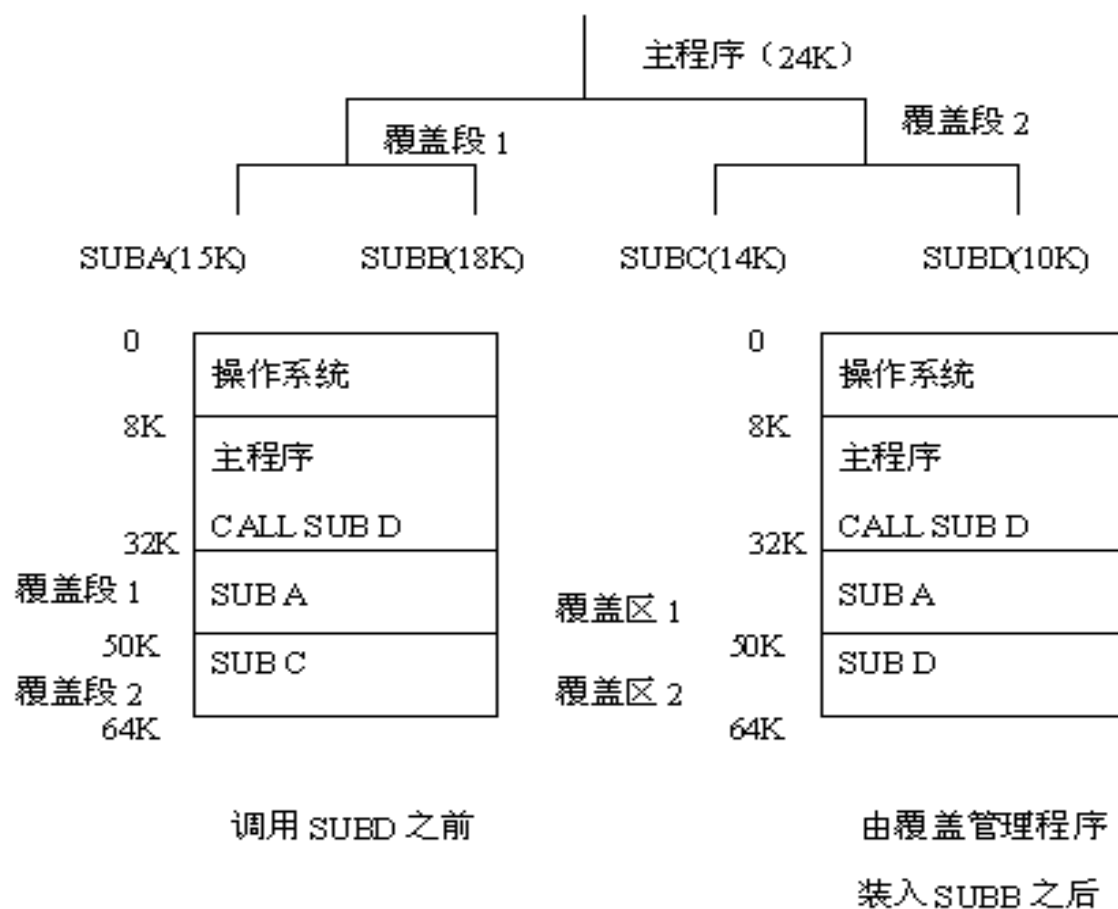 主程序（24K）
覆盖段 1
覆盖段 2
SUBA(15K)
SUBB(18K)
SUBC(14K)
SUBD(10K)
0
操作系统
8K
主程序
CALL SUB D
32K
覆盖段 1
SUB A
50K
SUB C
覆盖段 2
64K
调用 SUBD 之前
0
操作系统
8K
主程序
CALL SUB D
32K
SUB A
覆盖区 1
50K
SUB D
覆盖区 2
64K
由覆盖管理程序
装入 SUBB 之后